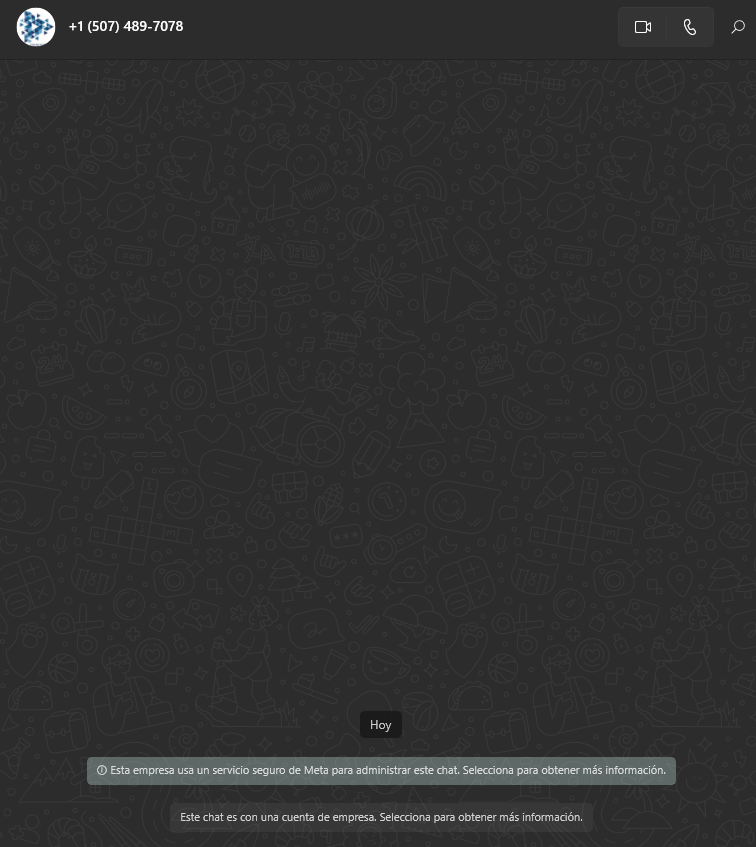 +1 (507) 489-7078
Hoy
Esta empresa usa un servicio seguro de Meta para administrar este chat. Selecciona para obtener más información.
Este chat es con una cuenta de empresa. Selecciona para obtener más información.